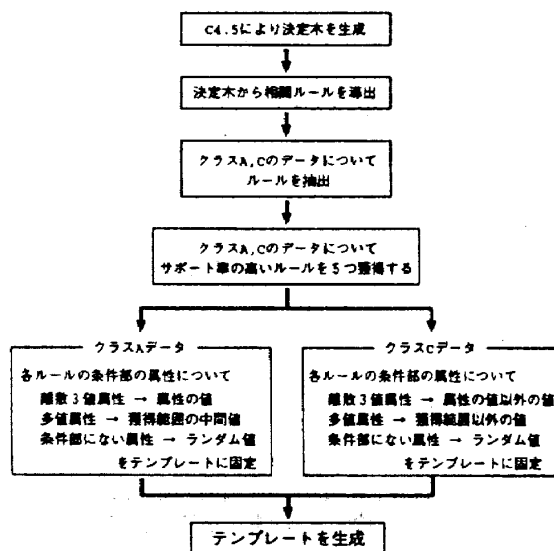 C4.5により決定木を生成
決定木から相関ルールを導出
クラスA,Cのデータについて
ルールを抽出
クラスA,Cのデータについて
サポート率の高いルールを5つ獲得する
クラスAデータ
各ルールの条件部の属性について
離散3値属性 → 属性の値
多値属性 → 獲得範囲の中間値
条件部にない属性 → ランダム値
をテンプレートに固定
クラスCデータ
各ルールの条件部の属性について
離散3値属性 → 属性の値以外の値
多値属性 → 獲得範囲以外の値
条件部にない属性 → ランダム値
をテンプレートに固定
テンプレートを生成